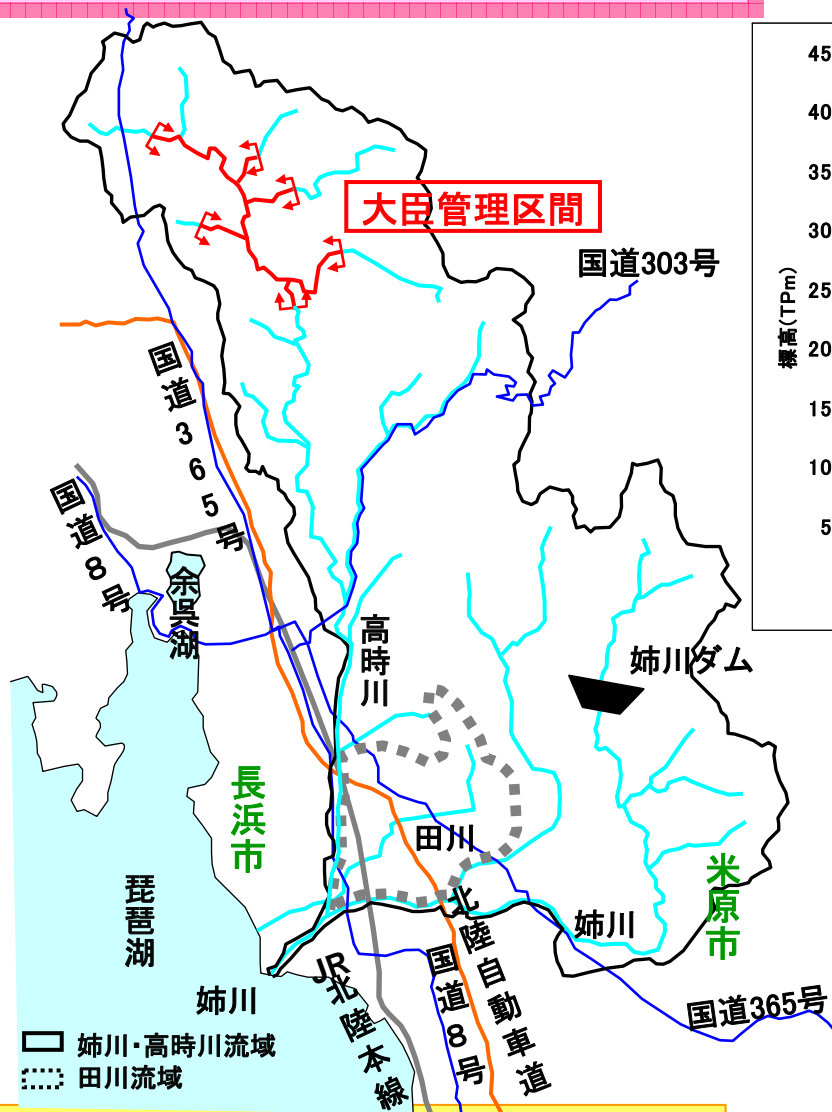 45
40
35
30
25
20
15
10
5
標高(TPm)
大臣管理区間
国道303号
国道365号
国道8号
余呉湖
高時川
姉川ダム
長浜市
田川
米原市
琵琶湖
姉川
北陸自動車道
姉川
JR北陸本線
国道8号
国道365号
姉川・高時川流域
田川流域